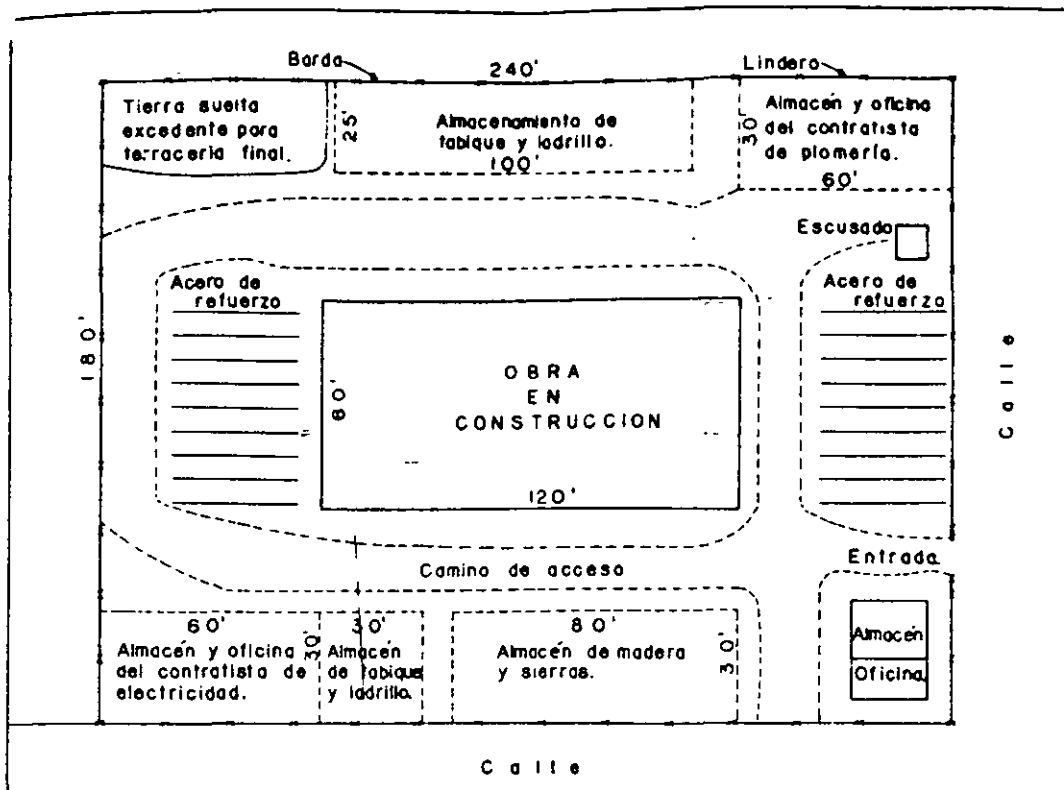 Barda
240'
Lindero
Tierra suelta
excedente para
terracería final.
25'
Almacenamiento de
tabique y ladrillo.
100'
30'
Almacén y oficina
del contratista
de plomería.
60'
Escusado
Acero de
refuerzo
Acero de
refuerzo
180'
80'
OBRA
EN
CONSTRUCCION
120'
Calle
Camino de acceso
Entrada
60'
Almacén y oficina
del contratista de
electricidad.
30'
30'
Almacén
de tabique
y ladrillo.
80'
Almacén de madera
y sierras.
30'
Almacén
Oficina
Calle